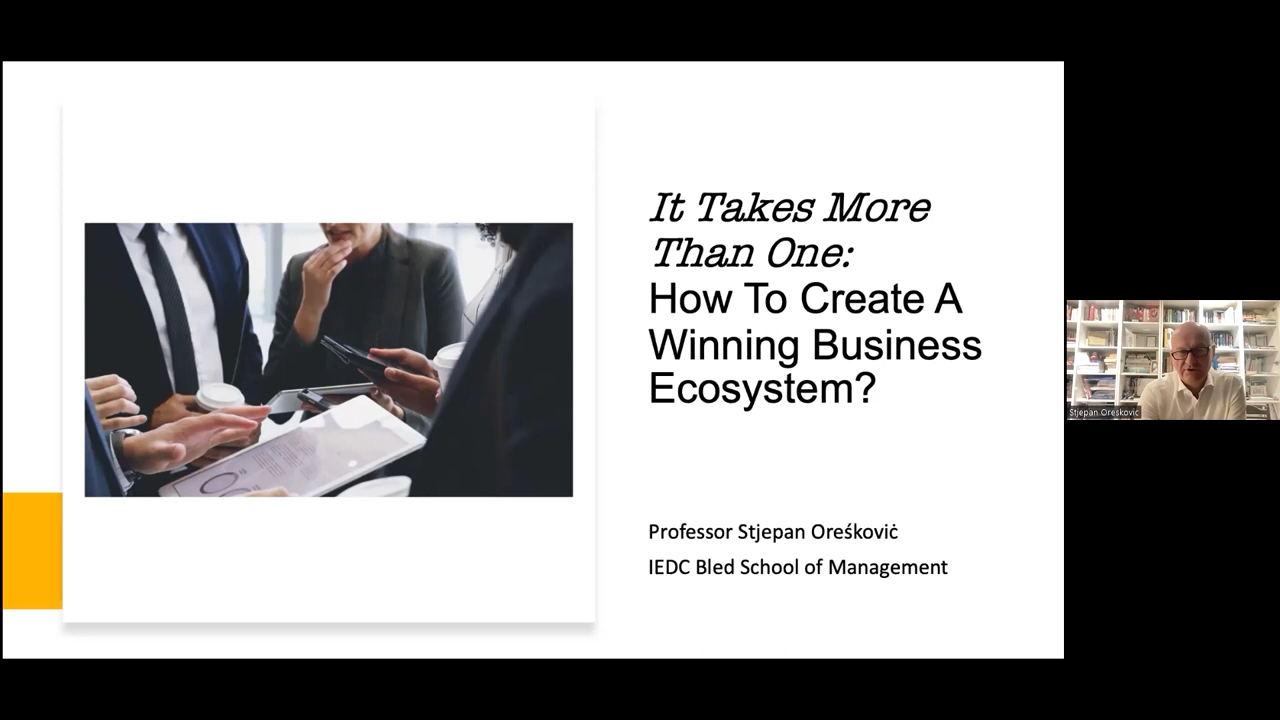 It Takes More
Than One:
How To Create A
Winning Business
Ecosystem?
Professor Stjepan Oreśkoviċ
IEDC Bled School of Management
Stjepan Oreskovic